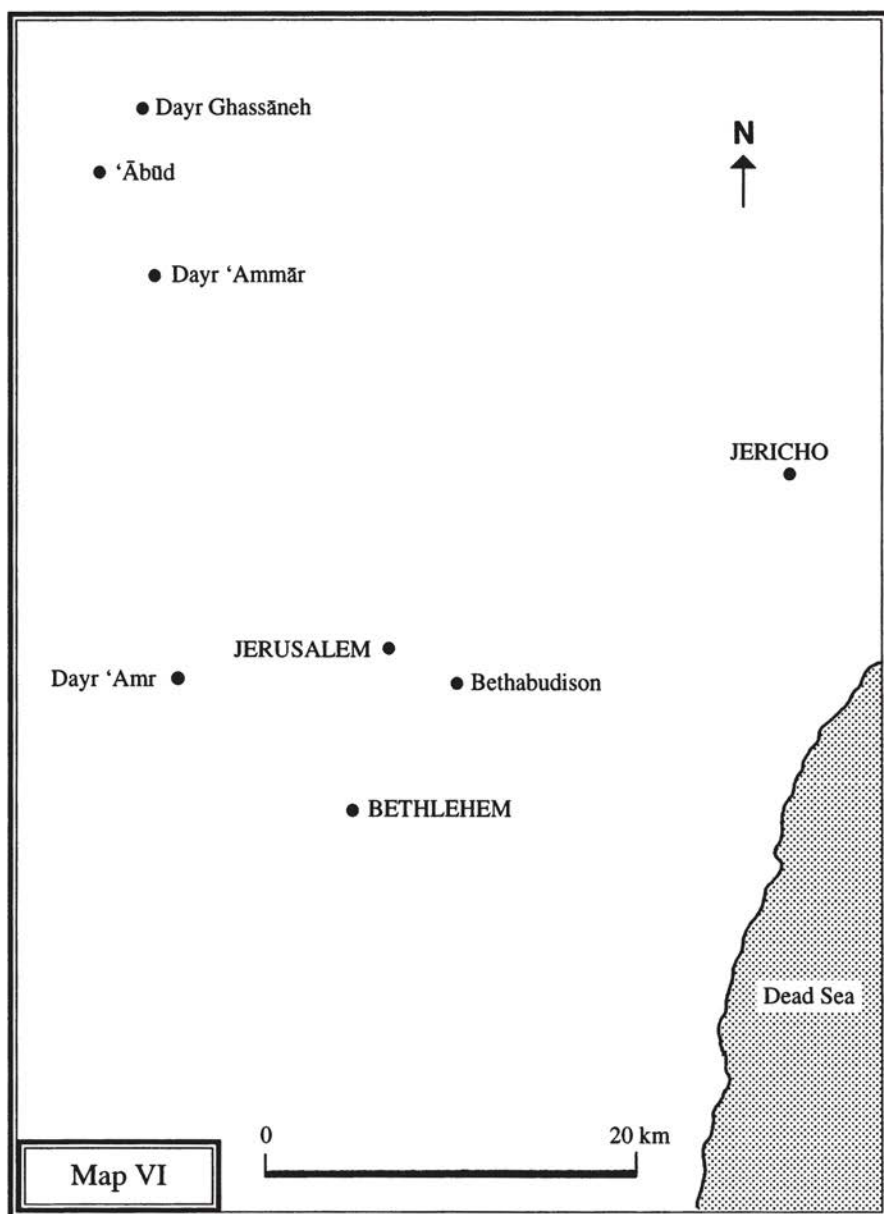 Dayr Ghassāneh
‘Ābūd
N
Dayr ‘Ammār
JERICHO
JERUSALEM
Dayr ‘Amr
Bethabudison
BETHLEHEM
Dead Sea
0 20 km
Map VI